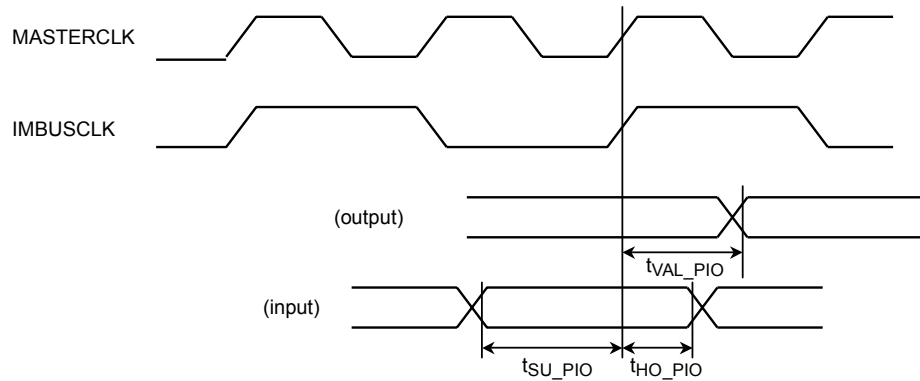 MASTERCLK
IMBUSCLK
(output)
tVAL_PIO
(input)
tSU_PIO
tHO_PIO